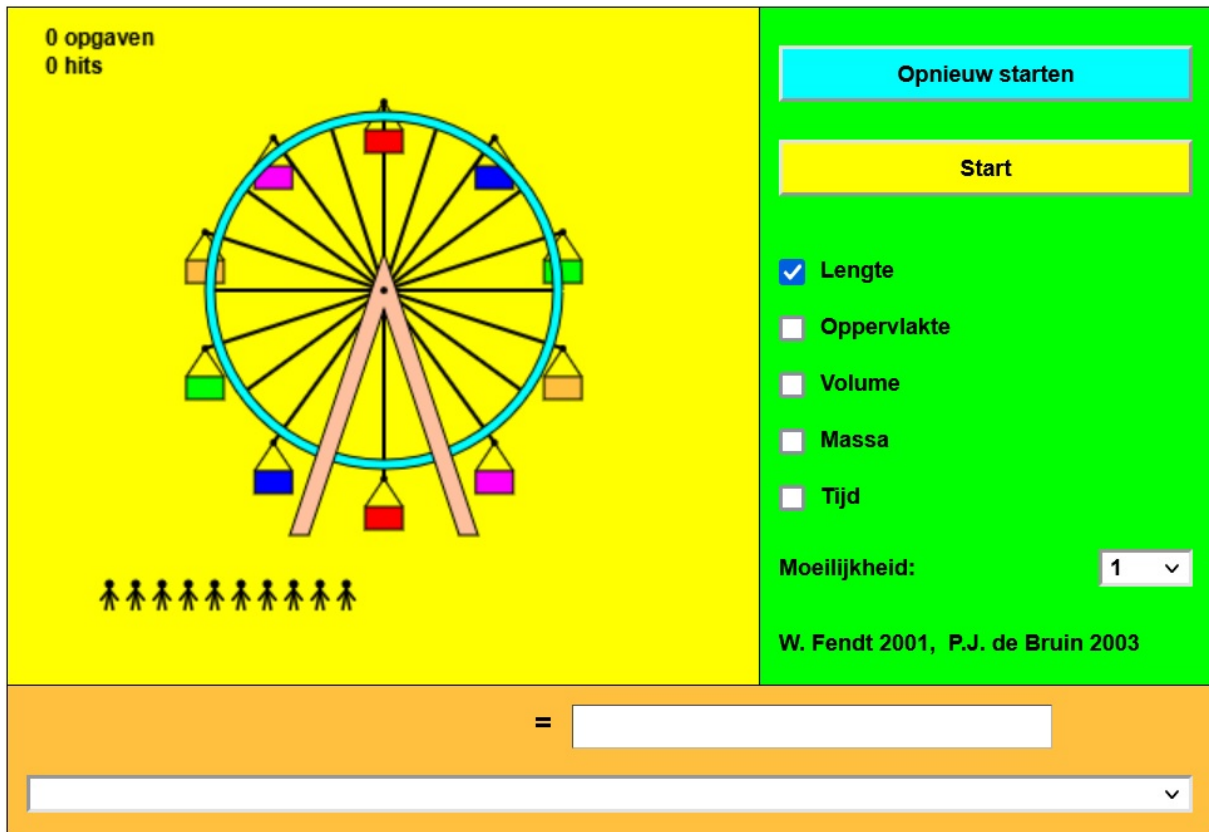 0 opgaven
0 hits
Opnieuw starten
Start
Lengte
Oppervlakte
Volume
Massa
Tijd
Moeilijkheid: 1
W. Fendt 2001, P.J. de Bruin 2003
=